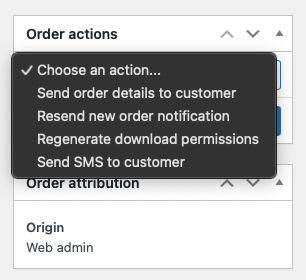 Order actions
Choose an action...
Send order details to customer
Resend new order notification
Regenerate download permissions
Send SMS to customer
Order attribution
Origin
Web admin